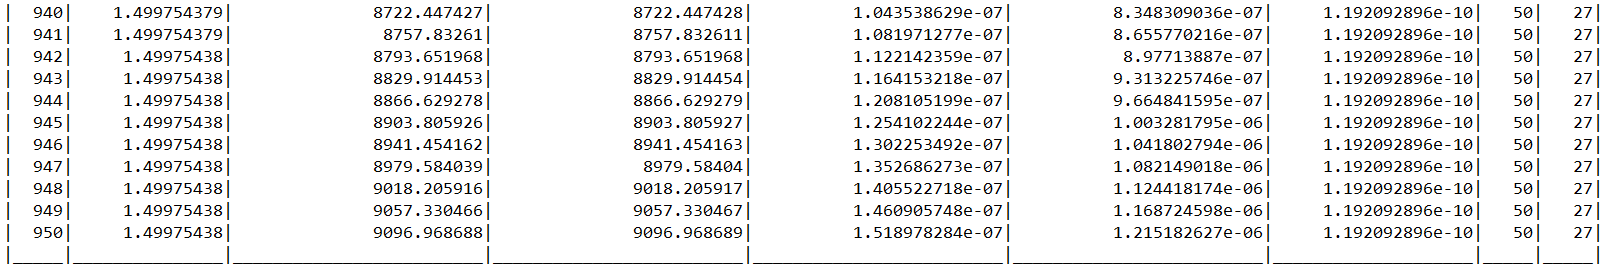 | 940| 1.499754379| 8722.447427| 8722.447428| 1.043538629e-07| 8.348309036e-07| 1.192092896e-10| 50| 27|
| 941| 1.499754379| 8757.83261| 8757.832611| 1.081971277e-07| 8.655770216e-07| 1.192092896e-10| 50| 27|
| 942| 1.49975438| 8793.651968| 8793.651968| 1.122142359e-07| 8.97713887e-07| 1.192092896e-10| 50| 27|
| 943| 1.49975438| 8829.914453| 8829.914454| 1.164153218e-07| 9.313225746e-07| 1.192092896e-10| 50| 27|
| 944| 1.49975438| 8866.629278| 8866.629279| 1.208105199e-07| 9.664841595e-07| 1.192092896e-10| 50| 27|
| 945| 1.49975438| 8903.805926| 8903.805927| 1.254102244e-07| 1.003281795e-06| 1.192092896e-10| 50| 27|
| 946| 1.49975438| 8941.454162| 8941.454163| 1.302253492e-07| 1.041802794e-06| 1.192092896e-10| 50| 27|
| 947| 1.49975438| 8979.584039| 8979.58404| 1.352686273e-07| 1.082149018e-06| 1.192092896e-10| 50| 27|
| 948| 1.49975438| 9018.205916| 9018.205917| 1.405522718e-07| 1.124418174e-06| 1.192092896e-10| 50| 27|
| 949| 1.49975438| 9057.330466| 9057.330467| 1.460905748e-07| 1.168724598e-06| 1.192092896e-10| 50| 27|
| 950| 1.49975438| 9096.968688| 9096.968689| 1.518978284e-07| 1.215182627e-06| 1.192092896e-10| 50| 27|
|_____|_______________|_________________________|_________________________|_________________________|_________________________|____________________|_____|_____|